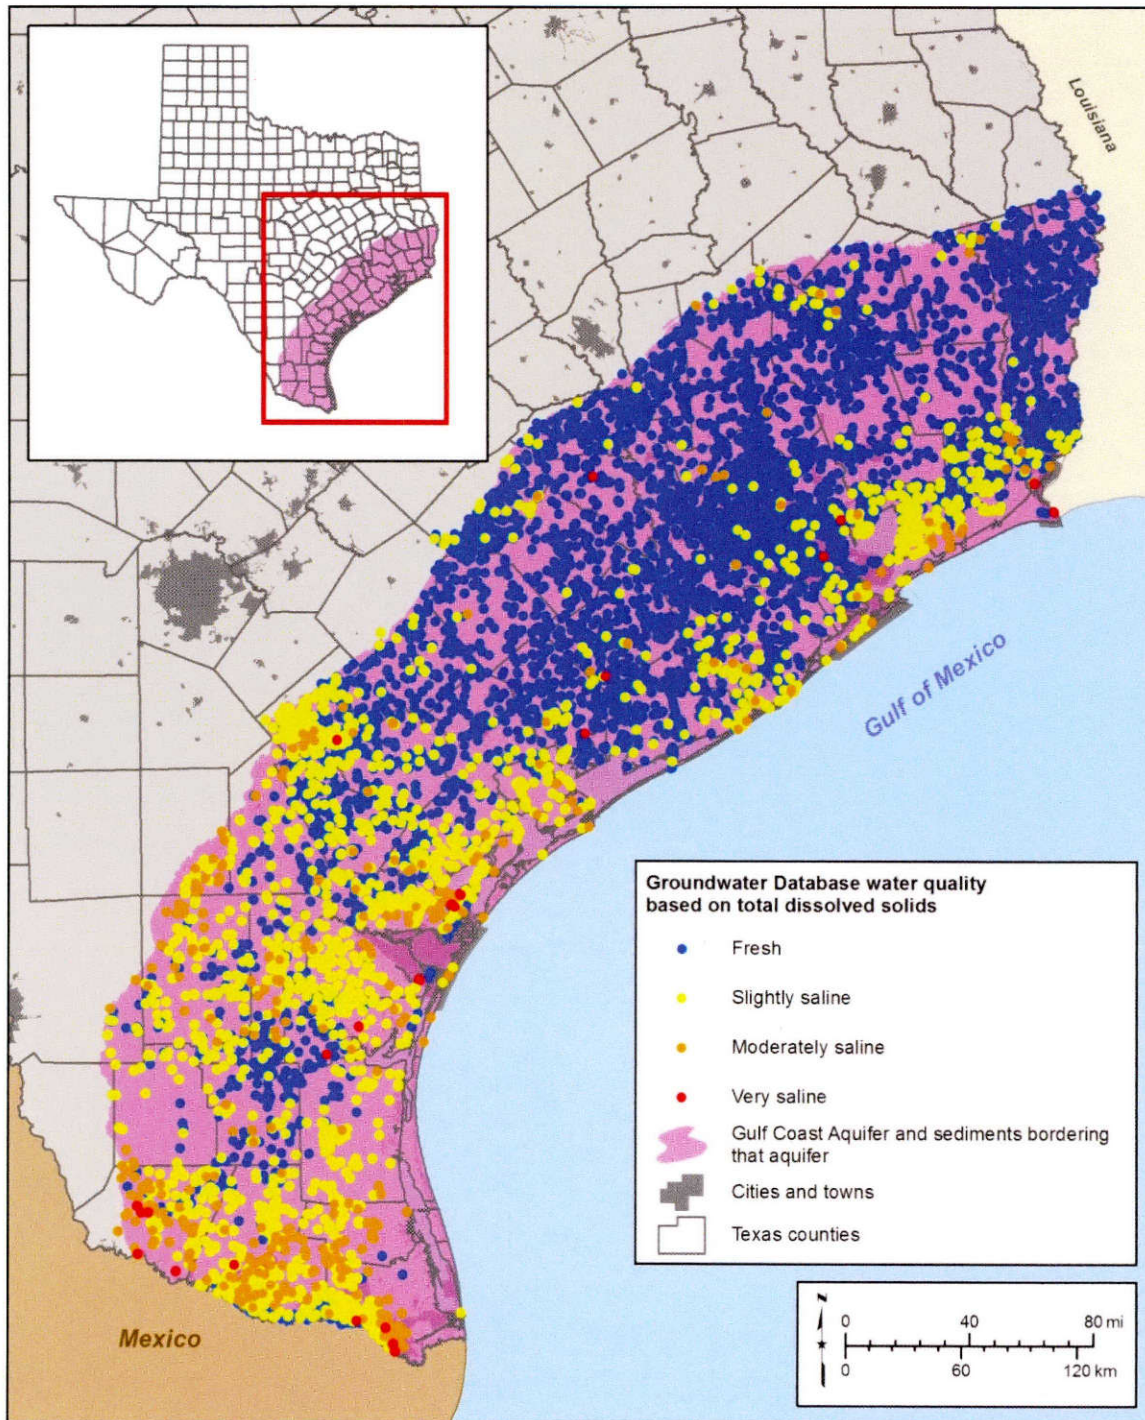 Louisiana
Gulf of Mexico
Groundwater Database water quality
based on total dissolved solids
Fresh
Slightly saline
Moderately saline
Very saline
Gulf Coast Aquifer and sediments bordering
that aquifer
Cities and towns
Texas counties
Mexico
N
0 40 80 mi
0 60 120 km